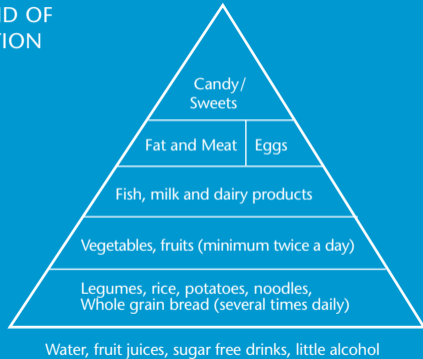 ID OF
TION
Candy/
Sweets
Fat and Meat
Eggs
Fish, milk and dairy products
Vegetables, fruits (minimum twice a day)
Legumes, rice, potatoes, noodles,
Whole grain bread (several times daily)
Water, fruit juices, sugar free drinks, little alcohol